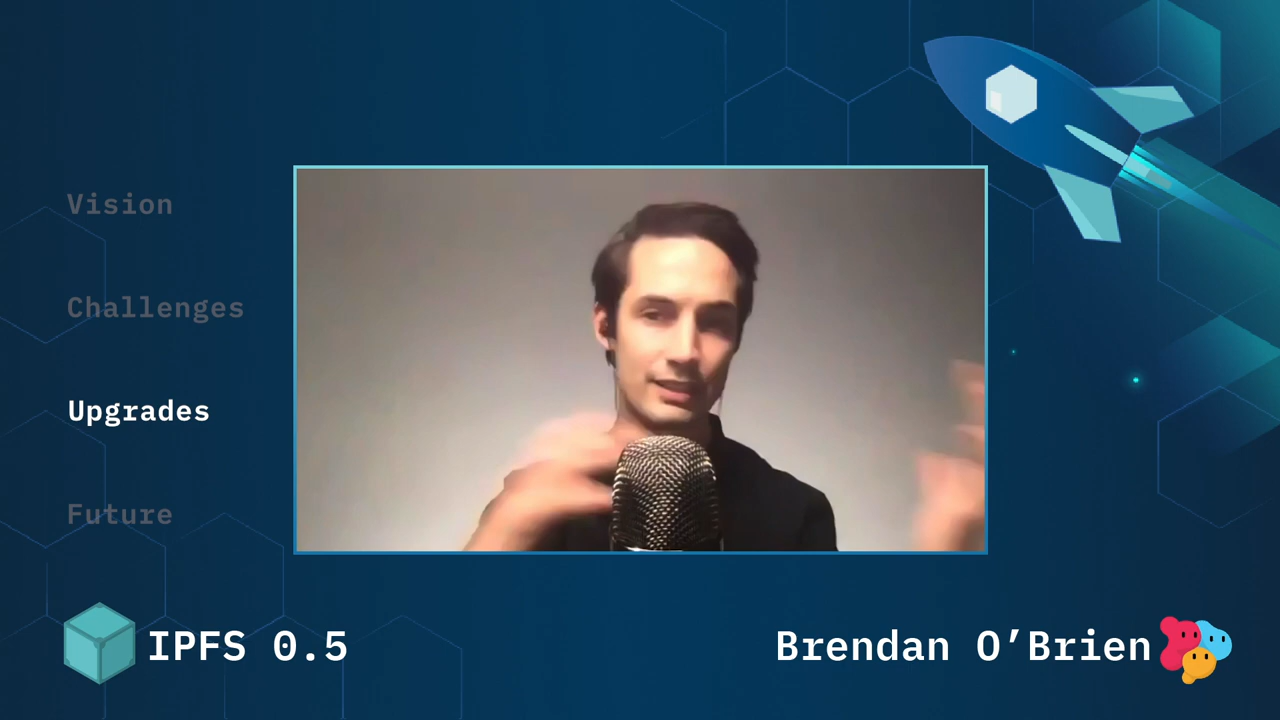 Vision
Challenges
Upgrades
Future
IPFS 0.5
Brendan O’Brien